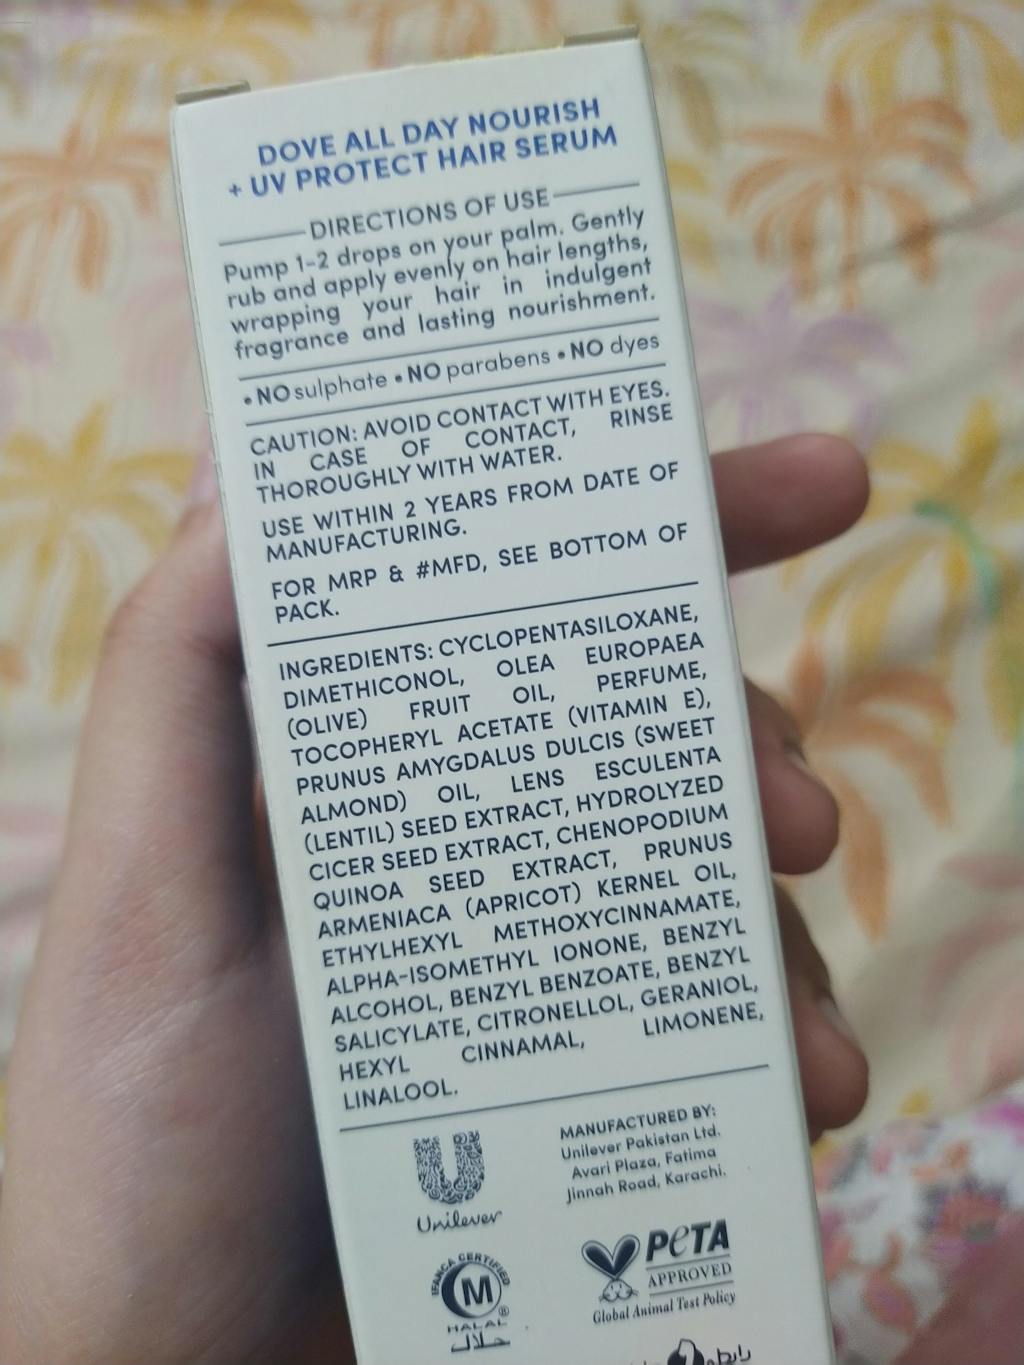 DOVE ALL DAY NOURISH
+ UV PROTECT HAIR SERUM
DIRECTIONS OF USE
Pump 1-2 drops on your palm. Gently
rub and apply evenly on hair lengths,
wrapping your hair in indulgent
fragrance and lasting nourishment.
• NO sulphate • NO parabens • NO dyes
CAUTION: AVOID CONTACT WITH EYES.
IN CASE OF CONTACT, RINSE
THOROUGHLY WITH WATER.
USE WITHIN 2 YEARS FROM DATE OF
MANUFACTURING.
FOR MRP & #MFD, SEE BOTTOM OF
PACK.
INGREDIENTS: CYCLOPENTASILOXANE,
DIMETHICONOL, OLEA EUROPAEA
(OLIVE) FRUIT OIL, PERFUME,
TOCOPHERYL ACETATE (VITAMIN E),
PRUNUS AMYGDALUS DULCIS (SWEET
ALMOND) OIL, LENS ESCULENTA
(LENTIL) SEED EXTRACT, HYDROLYZED
CICER SEED EXTRACT, CHENOPODIUM
QUINOA SEED EXTRACT, PRUNUS
ARMENIACA (APRICOT) KERNEL OIL,
ETHYLHEXYL METHOXYCINNAMATE,
ALPHA-ISOMETHYL IONONE, BENZYL
ALCOHOL, BENZYL BENZOATE, BENZYL
SALICYLATE, CITRONELLOL, GERANIOL,
HEXYL CINNAMAL, LIMONENE,
LINALOOL.
MANUFACTURED BY:
Unilever Pakistan Ltd.
Avari Plaza, Fatima
Jinnah Road, Karachi.
Unilever
IFANCA CERTIFIED
M
®
HALAL
حلال
PETA
APPROVED
Global Animal Test Policy